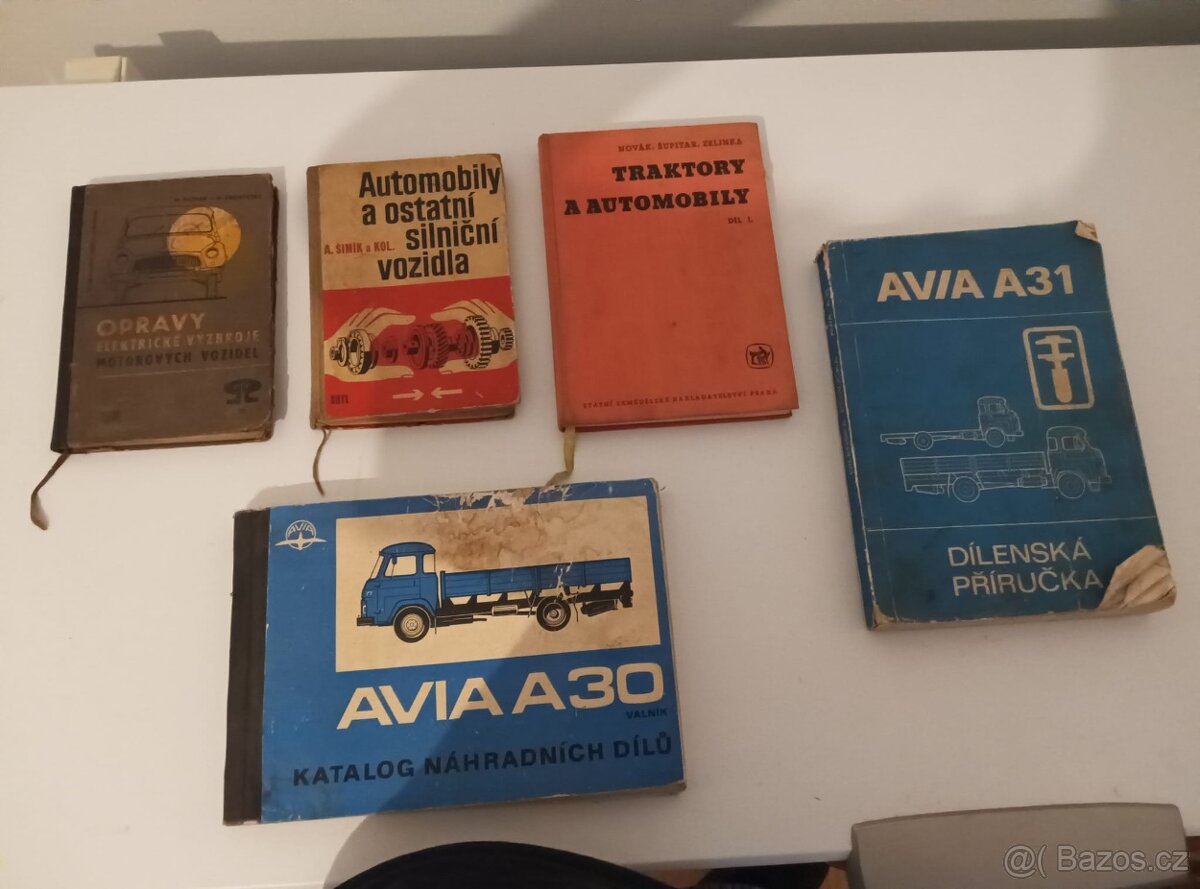 OPRAVY
ELEKTRICKÉ VÝZBROJE
MOTOROVÝCH VOZIDEL
Automobily
a ostatní
silniční
vozidla
A. ŠIMÍK a KOL.
NOVÁK, ŠUPITAR, ZELINKA
TRAKTORY
A AUTOMOBILY
DÍL I.
STÁTNÍ ZEMĚDĚLSKÉ NAKLADATELSTVÍ PRAHA
AVIA A31
DÍLENSKÁ
PŘÍRUČKA
AVIA
AVIA A30
VALNÍK
KATALOG NÁHRADNÍCH DÍLŮ
@( Bazos.cz